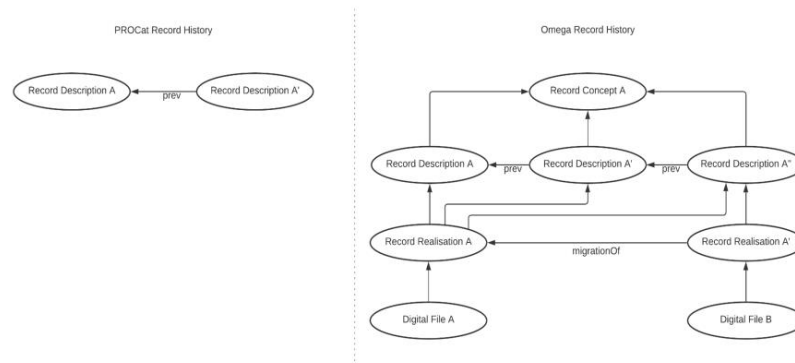 PROCat Record History
Record Description A
prev
Record Description A'
Omega Record History
Record Concept A
Record Description A
prev
Record Description A'
prev
Record Description A"
Record Realisation A
migrationOf
Record Realisation A'
Digital File A
Digital File B